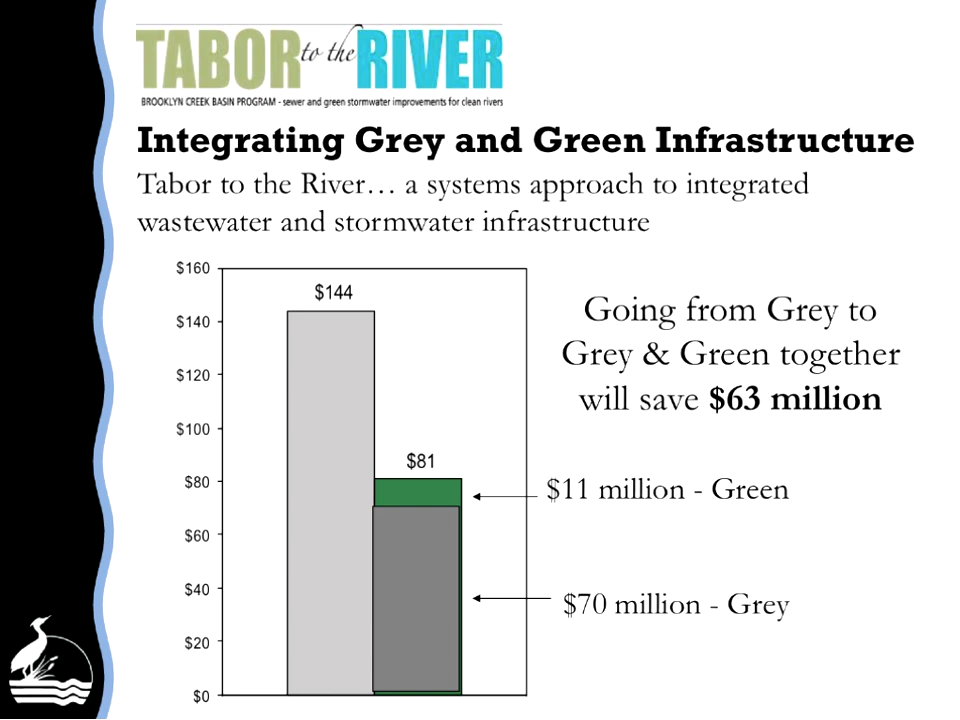 TABOR to the RIVER
BROOKLYN CREEK BASIN PROGRAM - sewer and green stormwater improvements for clean rivers
Integrating Grey and Green Infrastructure
Tabor to the River… a systems approach to integrated
wastewater and stormwater infrastructure
$160
$140
$120
$100
$80
$60
$40
$20
$0
$144
$81
Going from Grey to
Grey & Green together
will save $63 million
$11 million - Green
$70 million - Grey